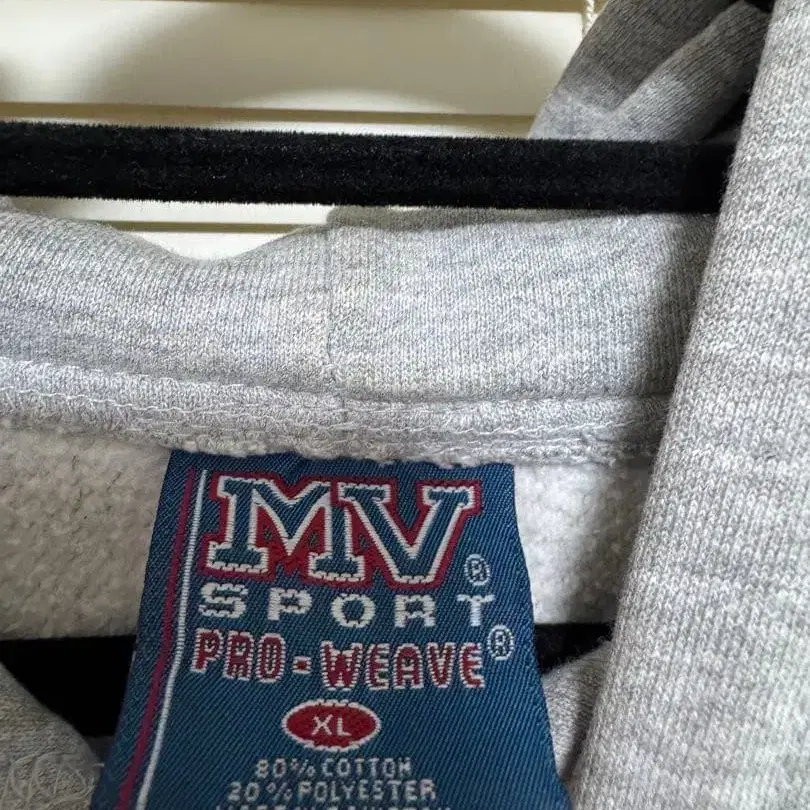 MV®
SPORT
PRO-WEAVE®
XL
80% COTTON
20% POLYESTER